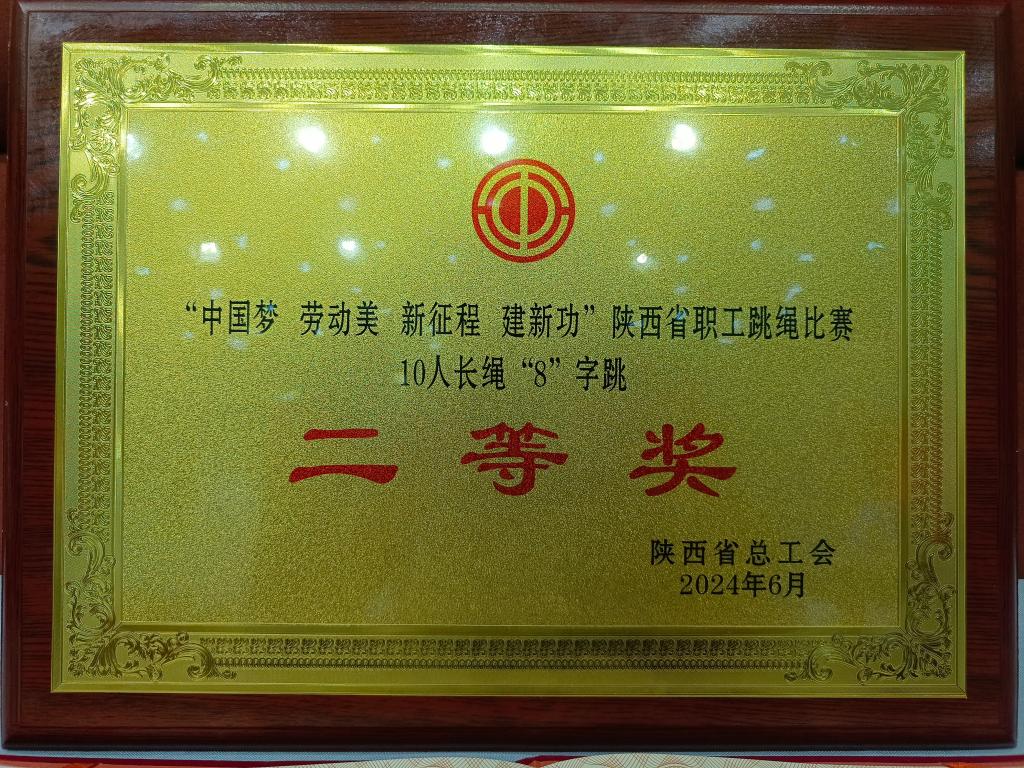 “中国梦 劳动美 新征程 建新功”陕西省职工跳绳比赛
10人长绳“8”字跳
二等奖
陕西省总工会
2024年6月